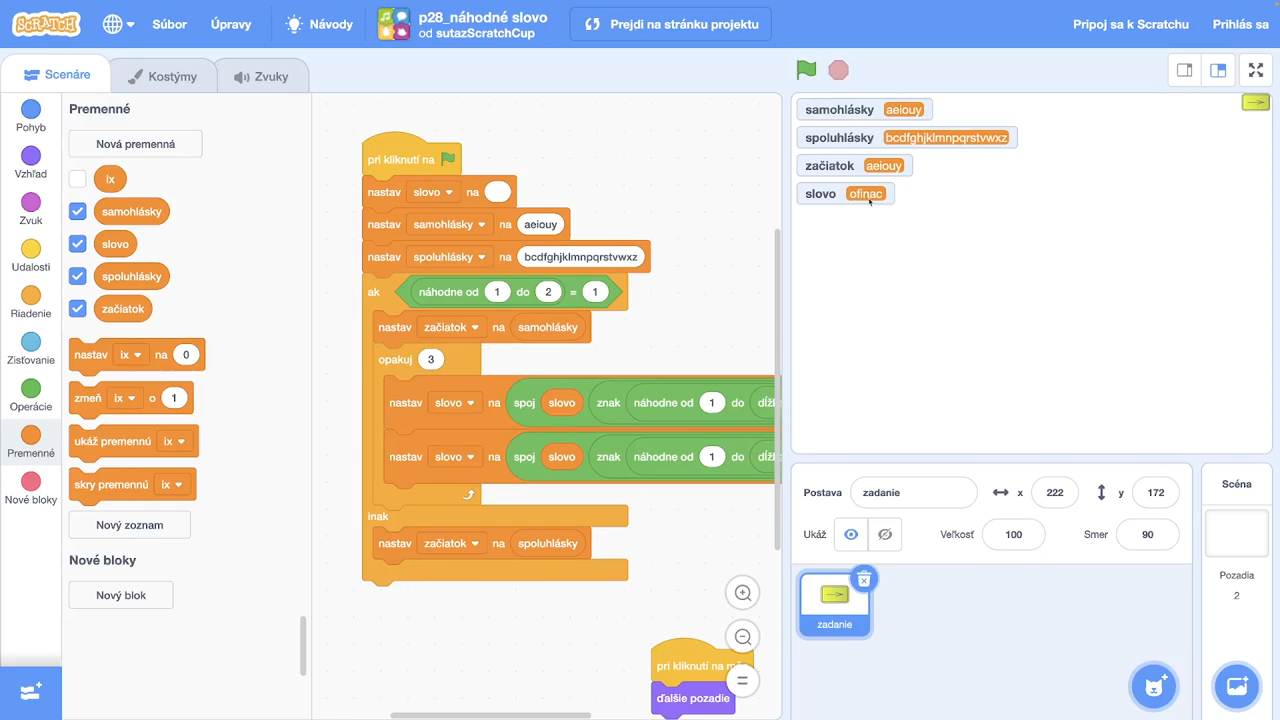 SCRATCH
Súbor
Úpravy
Návody
p28_náhodné slovo
od sutazScratchCup
Prejdi na stránku projektu
Pripoj sa k Scratchu
Prihlás sa
Scenáre
Kostýmy
Zvuky
Pohyb
Vzhľad
Zvuk
Udalosti
Riadenie
Zisťovanie
Operácie
Premenné
Nové bloky
Premenné
Nová premenná
ix
samohlásky
slovo
spoluhlásky
začiatok
nastav ix na 0
zmeň ix o 1
ukáž premennú ix
skry premennú ix
Nový zoznam
Nové bloky
Nový blok
pri kliknutí na
nastav slovo na
nastav samohlásky na aeiouy
nastav spoluhlásky na bcdfghjklmnpqrstvwxz
ak náhodne od 1 do 2 = 1
nastav začiatok na samohlásky
opakuj 3
nastav slovo na spoj slovo znak náhodne od 1 do
nastav slovo na spoj slovo znak náhodne od 1 do
inak
nastav začiatok na spoluhlásky
pri kliknutí na
ďalšie pozadie
samohlásky aeiouy
spoluhlásky bcdfghjklmnpqrstvwxz
začiatok aeiouy
slovo ofinac
Postava zadanie x 222 y 172
Ukáž Veľkosť 100 Smer 90
zadanie
Scéna
Pozadia
2